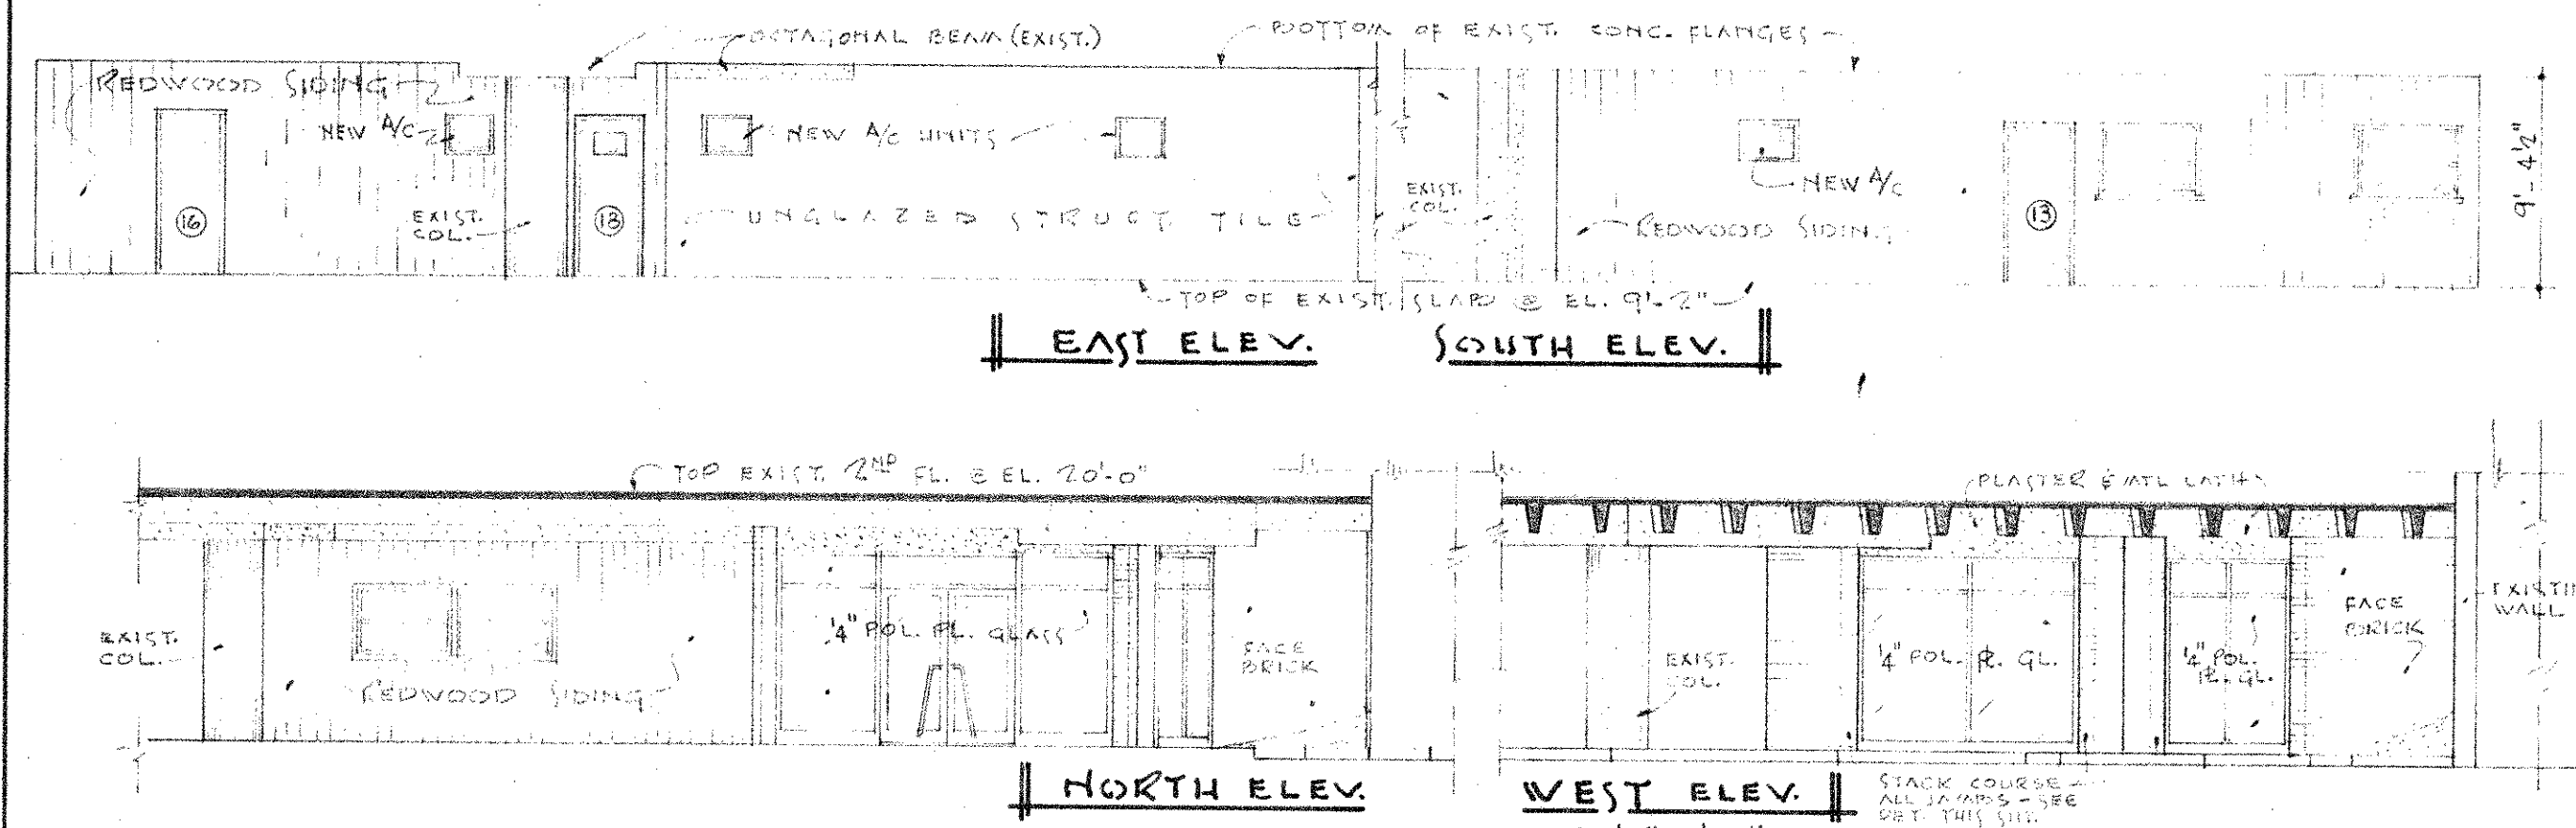 OCTAGONAL BEAM (EXIST.)
BOTTOM OF EXIST. CONC. FLANGES
REDWOOD SIDING
NEW A/C
NEW A/C UNITS
EXIST.
COL.
16
13
UNGLAZED STRUCT TILE
EXIST.
COL.
NEW A/C
REDWOOD SIDING
13
9'-4½"
TOP OF EXIST. SLAB @ EL. 9'-2"
EAST ELEV.
SOUTH ELEV.
TOP EXIST. 2ND FL. @ EL. 20'-0"
PLASTER & MTL LATH
EXIST.
COL.
REDWOOD SIDING
¼" POL. PL. GLASS
FACE
BRICK
EXIST.
COL.
¼" POL. PL. GL.
¼" POL.
PL. GL.
FACE
BRICK
EXISTIN
WALL
NORTH ELEV.
WEST ELEV.
STACK COURSE
ALL JAMBS - SEE
DET. THIS SHT.